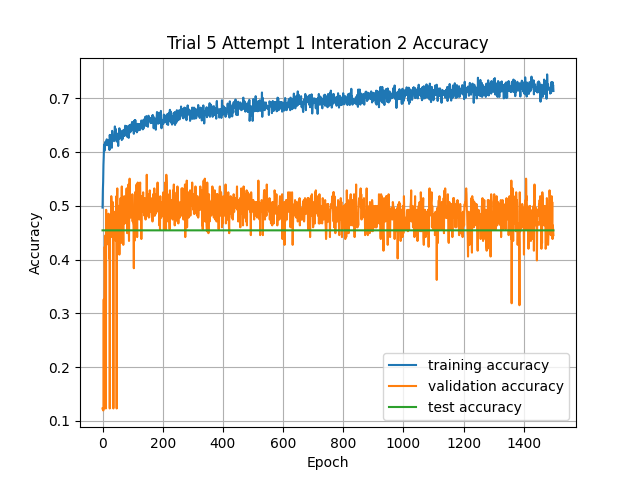 Trial 5 Attempt 1 Interation 2 Accuracy
0.7
0.6
0.5
0.4
0.3
0.2
0.1
Accuracy
0 200 400 600 800 1000 1200 1400
Epoch
training accuracy
validation accuracy
test accuracy